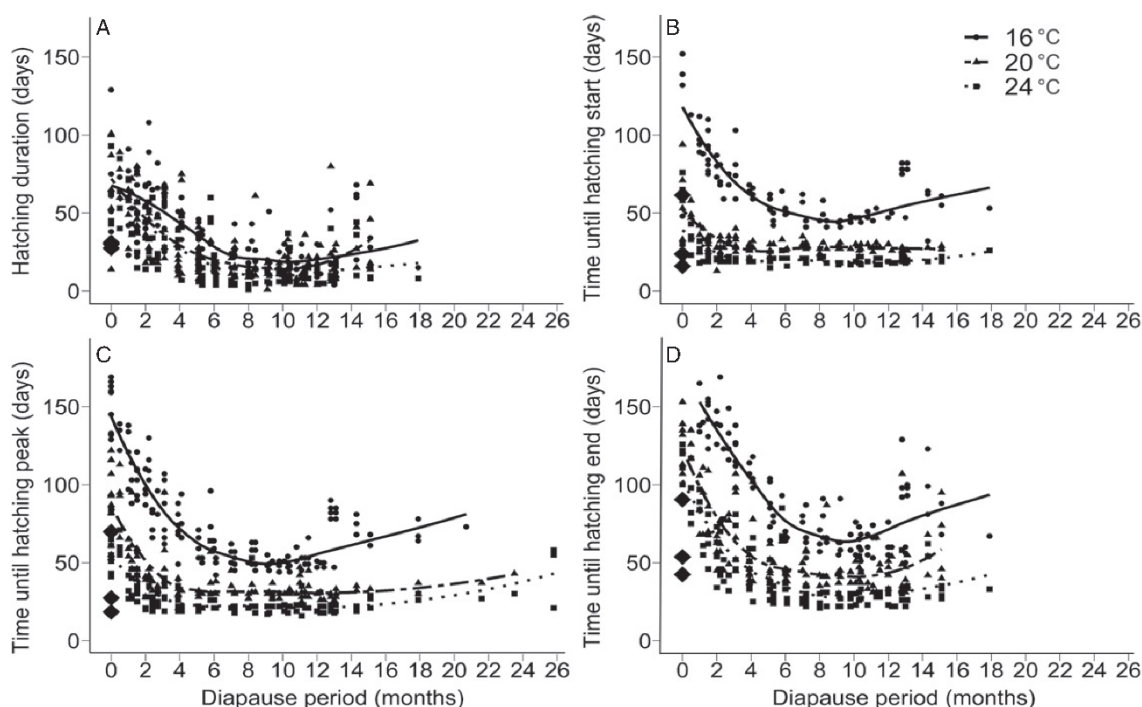 A
Hatching duration (days)
150
100
50
0
0 2 4 6 8 10 12 14 16 18 20 22 24 26
B
Time until hatching start (days)
150
100
50
0
0 2 4 6 8 10 12 14 16 18 20 22 24 26
16 °C
20 °C
24 °C
C
Time until hatching peak (days)
150
100
50
0
0 2 4 6 8 10 12 14 16 18 20 22 24 26
Diapause period (months)
D
Time until hatching end (days)
150
100
50
0
0 2 4 6 8 10 12 14 16 18 20 22 24 26
Diapause period (months)